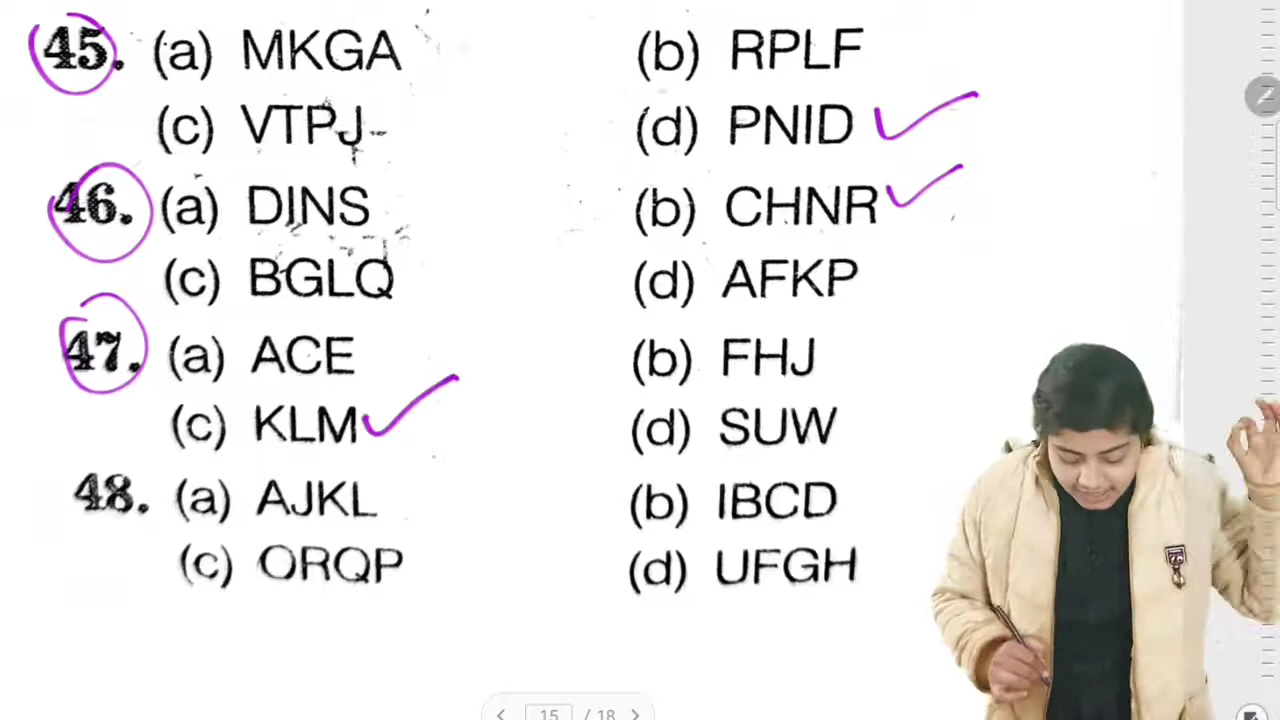 45. (a) MKGA (b) RPLF
(c) VTPJ (d) PNID
46. (a) DINS (b) CHNR
(c) BGLQ (d) AFKP
47. (a) ACE (b) FHJ
(c) KLM (d) SUW
48. (a) AJKL (b) IBCD
(c) ORQP (d) UFGH
< 15 / 18 >